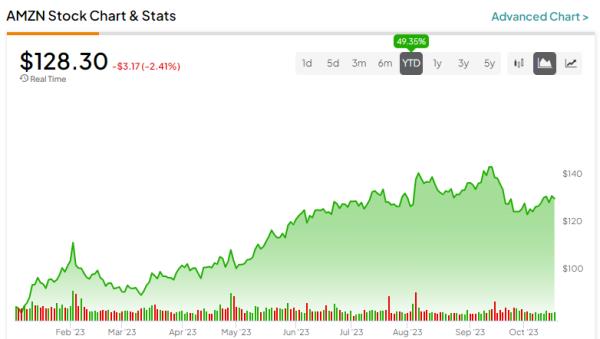 AMZN Stock Chart & Stats
Advanced Chart >
$128.30 -$3.17 (-2.41%)
Real Time
49.35%
1d 5d 3m 6m YTD 1y 3y 5y
$140
$120
$100
Feb '23 Mar '23 Apr '23 May '23 Jun '23 Jul '23 Aug '23 Sep '23 Oct '23